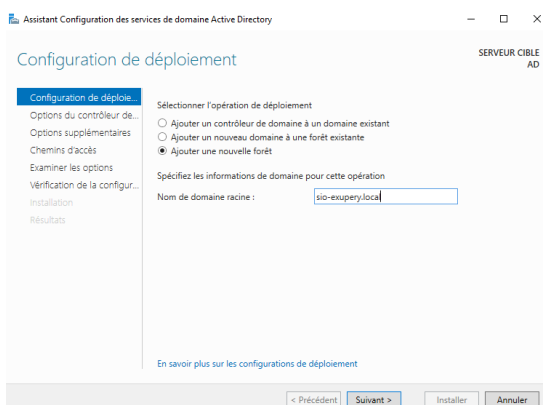 Assistant Configuration des services de domaine Active Directory
Configuration de déploiement
SERVEUR CIBLE
AD
Configuration de déploie...
Options du contrôleur de...
Options supplémentaires
Chemins d'accès
Examiner les options
Vérification de la configur...
Installation
Résultats
Sélectionner l'opération de déploiement
Ajouter un contrôleur de domaine à un domaine existant
Ajouter un nouveau domaine à une forêt existante
Ajouter une nouvelle forêt
Spécifiez les informations de domaine pour cette opération
Nom de domaine racine : sio-exupery.local
En savoir plus sur les configurations de déploiement
< Précédent Suivant > Installer Annuler